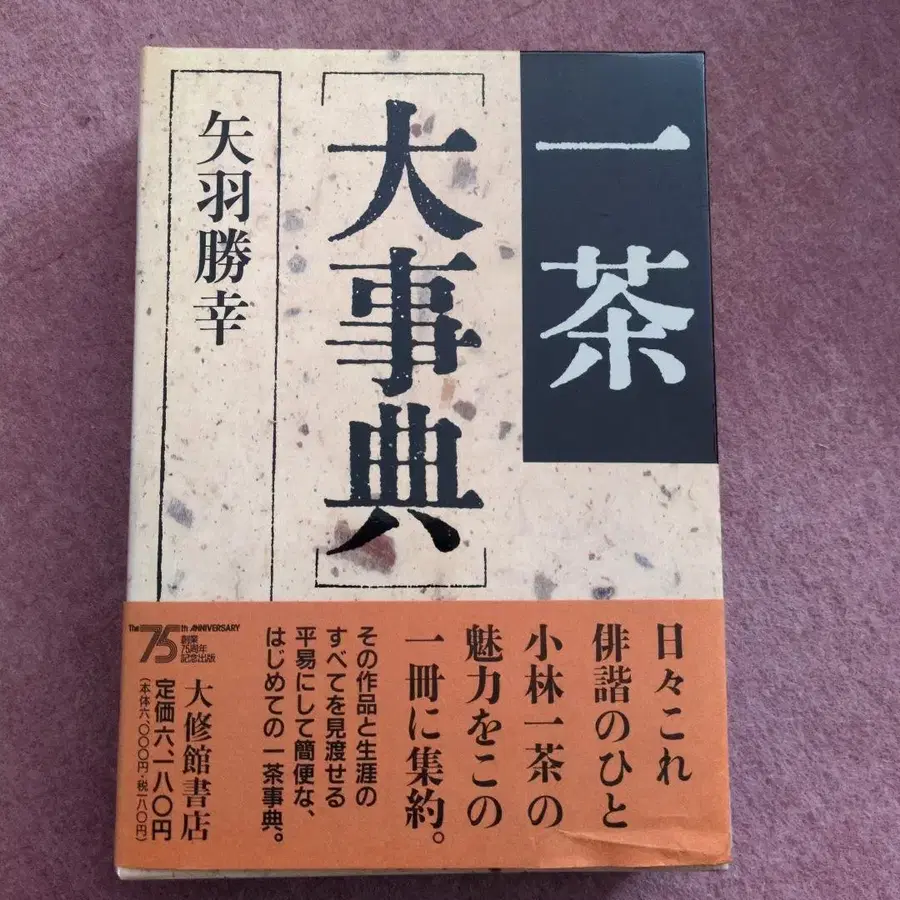 一茶
大事典
矢羽勝幸
日々これ
俳諧のひと
小林一茶の
魅力をこの
一冊に集約。
その作品と生涯の
すべてを見渡せる
平易にして簡便な、
はじめての一茶事典。
The 75th ANNIVERSARY
創業
75周年
記念出版
大修館書店
定価六、一八〇円
(本体六、〇〇〇円・税一八〇円)